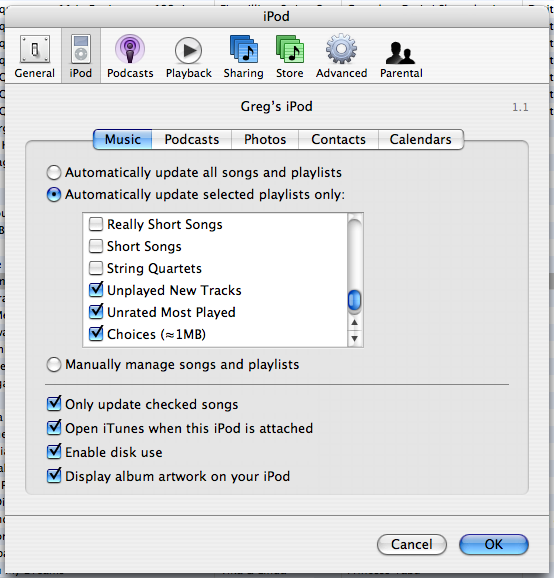 iPod
General iPod Podcasts Playback Sharing Store Advanced Parental
Greg's iPod 1.1
Music Podcasts Photos Contacts Calendars
Automatically update all songs and playlists
Automatically update selected playlists only:
Really Short Songs
Short Songs
String Quartets
Unplayed New Tracks
Unrated Most Played
Choices (≈1MB)
Manually manage songs and playlists
Only update checked songs
Open iTunes when this iPod is attached
Enable disk use
Display album artwork on your iPod
Cancel OK